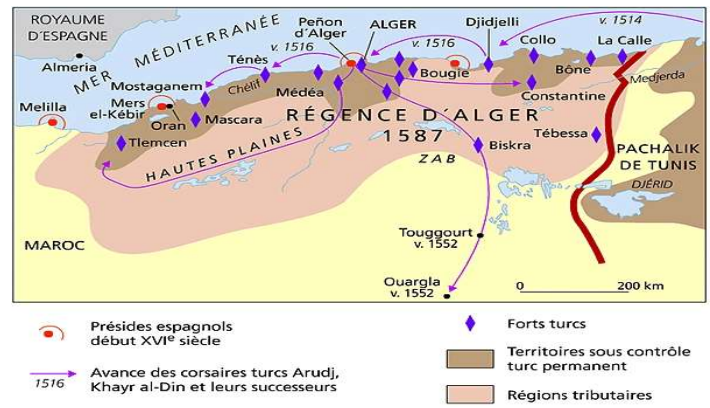 ROYAUME
D'ESPAGNE
MER MÉDITERRANÉE
Peñon
d'Alger
ALGER
Djidjelli
v. 1514
v. 1516
v. 1516
Collo
La Calle
Almeria
Ténès
Bougie
Bône
Medjerda
Mostaganem
Chélif
Médéa
Constantine
Melilla
Mers
el-Kébir
Oran
Mascara
RÉGENCE D'ALGER
1587
Tébessa
Tlemcen
HAUTES PLAINES
ZAB
Biskra
PACHALIK
DE TUNIS
DJÉRID
MAROC
Touggourt
v. 1552
Ouargla
v. 1552
0 200 km
Présides espagnols
début XVIe siècle
Forts turcs
1516
Avance des corsaires turcs Arudj,
Khayr al-Din et leurs successeurs
Territoires sous contrôle
turc permanent
Régions tributaires